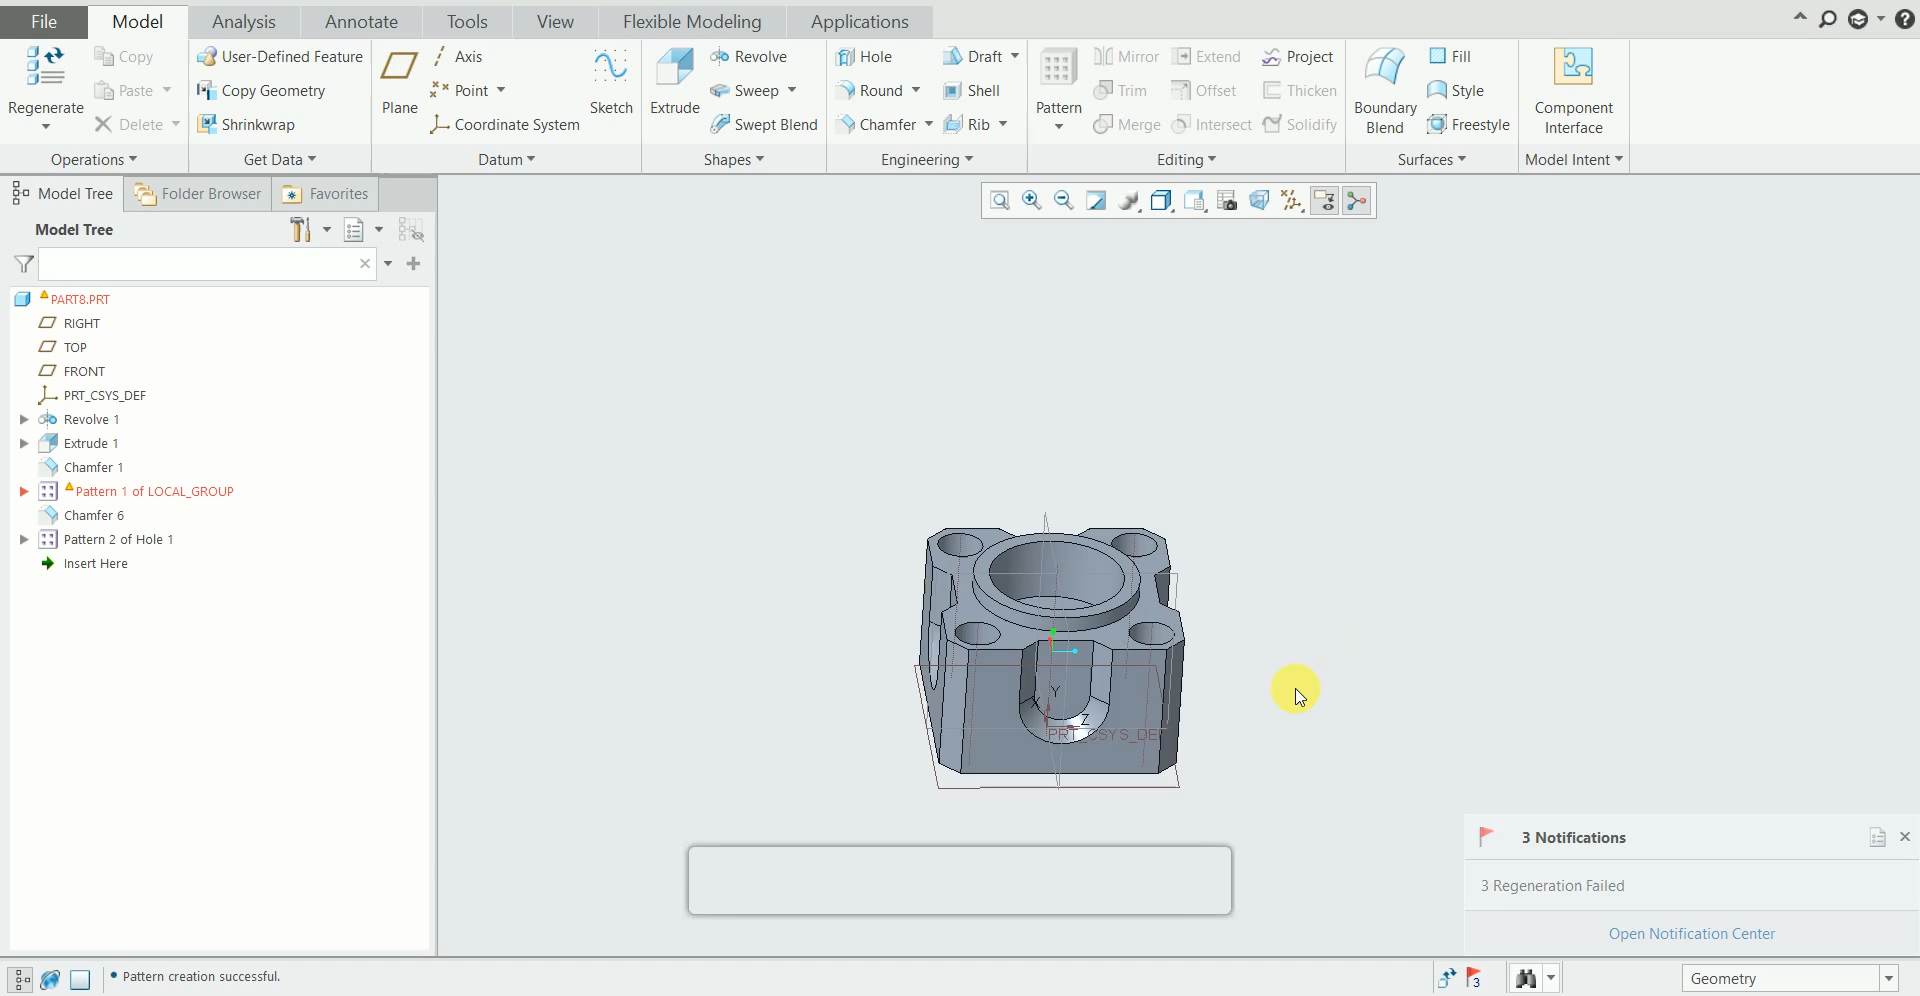 File Model Analysis Annotate Tools View Flexible Modeling Applications
Regenerate
Copy
Paste
Delete
Operations
User-Defined Feature
Copy Geometry
Shrinkwrap
Get Data
Plane
Axis
Point
Coordinate System
Sketch
Datum
Extrude
Revolve
Sweep
Swept Blend
Shapes
Hole
Round
Chamfer
Draft
Shell
Rib
Engineering
Pattern
Mirror
Trim
Merge
Extend
Offset
Intersect
Project
Thicken
Solidify
Editing
Boundary
Blend
Fill
Style
Freestyle
Surfaces
Component
Interface
Model Intent
Model Tree Folder Browser Favorites
Model Tree
PART8.PRT
RIGHT
TOP
FRONT
PRT_CSYS_DEF
Revolve 1
Extrude 1
Chamfer 1
Pattern 1 of LOCAL_GROUP
Chamfer 6
Pattern 2 of Hole 1
Insert Here
Y
X
Z
PRT_CSYS_DEF
3 Notifications
3 Regeneration Failed
Open Notification Center
Pattern creation successful.
3
Geometry